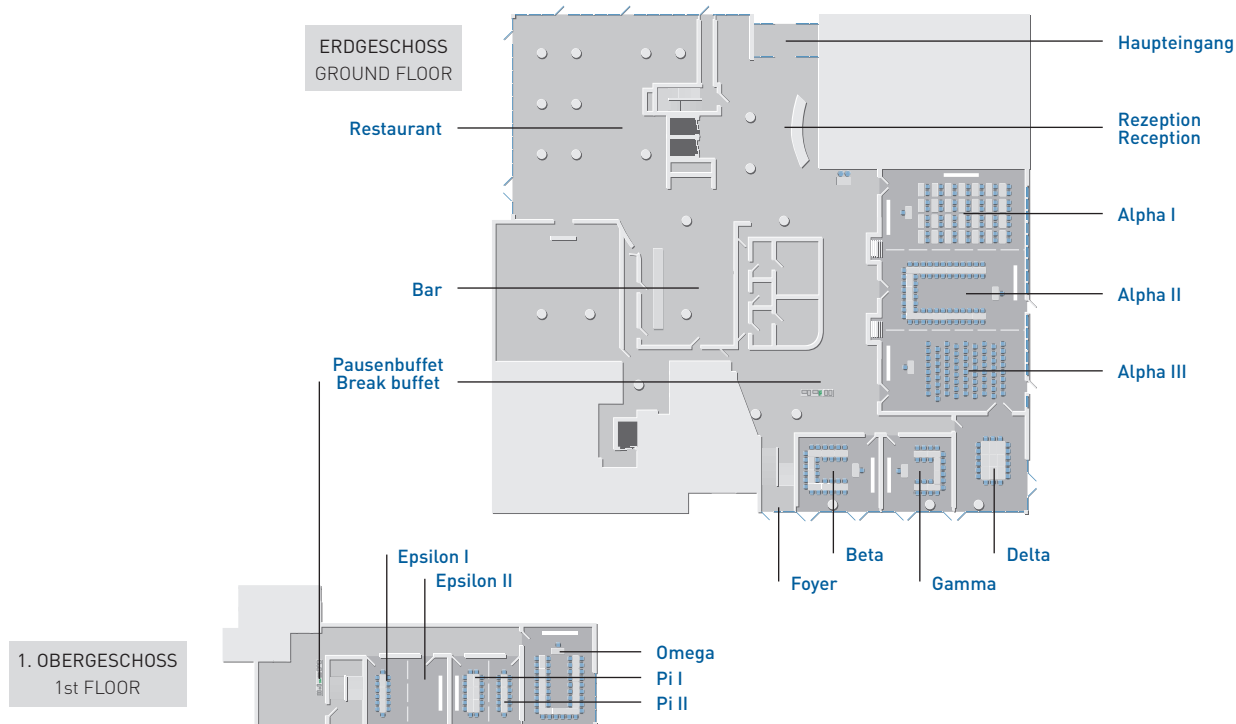 ERDGESCHOSS
GROUND FLOOR
Haupteingang
Restaurant
Rezeption
Reception
Alpha I
Bar
Alpha II
Pausenbuffet
Break buffet
Alpha III
Beta
Delta
Foyer
Gamma
Epsilon I
Epsilon II
1. OBERGESCHOSS
1st FLOOR
Omega
Pi I
Pi II